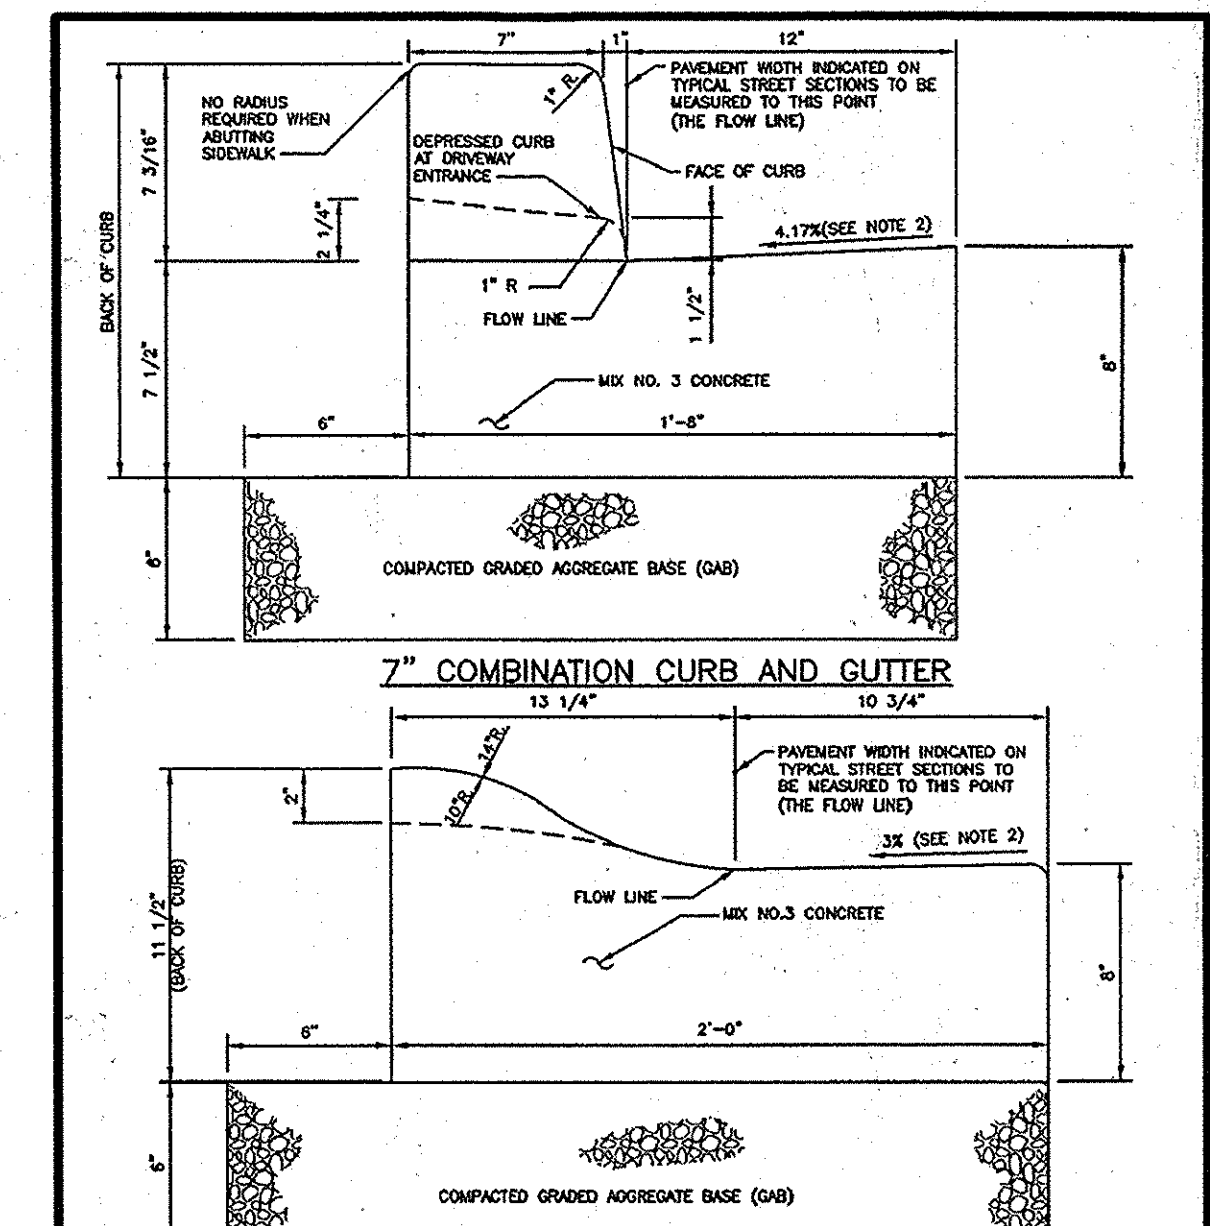 7" 1" 12"
PAVEMENT WIDTH INDICATED ON
TYPICAL STREET SECTIONS TO BE
MEASURED TO THIS POINT
(THE FLOW LINE)
1" R.
NO RADIUS
REQUIRED WHEN
ABUTTING
SIDEWALK
7 3/16"
DEPRESSED CURB
AT DRIVEWAY
ENTRANCE
FACE OF CURB
2 1/4"
4.17%(SEE NOTE 2)
BACK OF CURB
1" R
FLOW LINE
1 1/2"
7 1/2"
8"
MIX NO. 3 CONCRETE
6"
1'-8"
6"
COMPACTED GRADED AGGREGATE BASE (GAB)
7" COMBINATION CURB AND GUTTER
13 1/4" 10 3/4"
14"R.
PAVEMENT WIDTH INDICATED ON
TYPICAL STREET SECTIONS TO
BE MEASURED TO THIS POINT
(THE FLOW LINE)
2"
10"R.
3% (SEE NOTE 2)
FLOW LINE
MIX NO.3 CONCRETE
11 1/2"
(BACK OF CURB)
8"
6"
2'-0"
6"
COMPACTED GRADED AGGREGATE BASE (GAB)